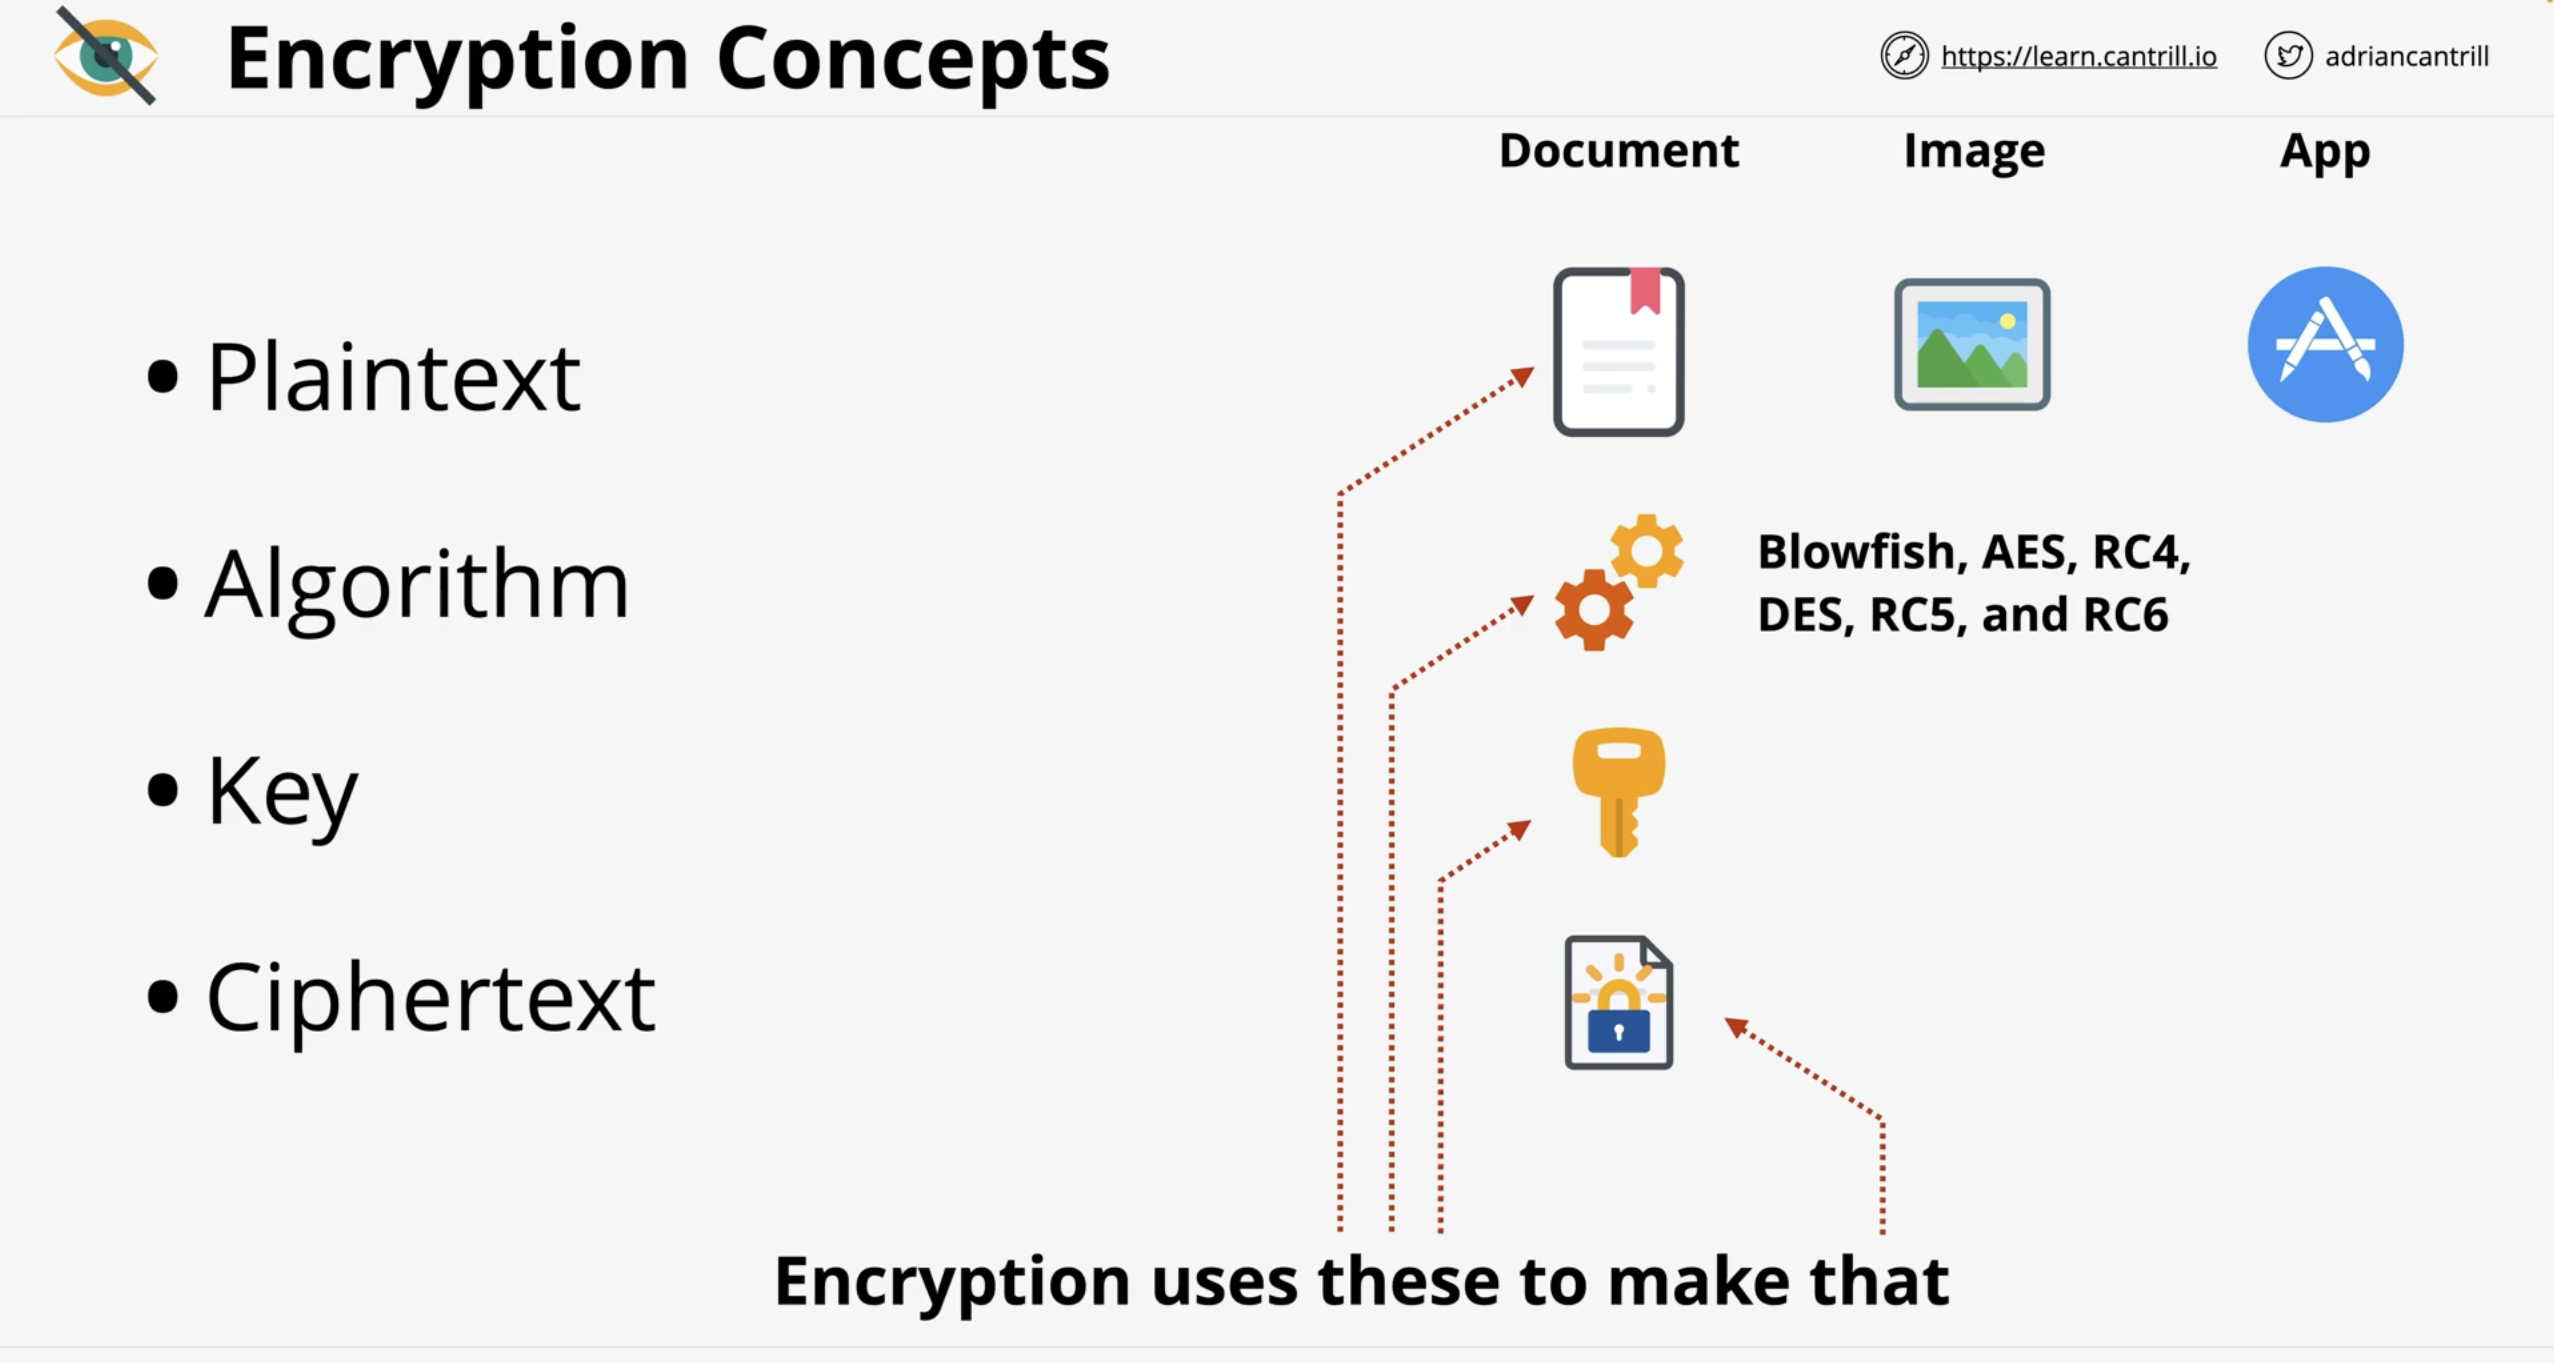 Encryption Concepts
https://learn.cantrill.io
adriancantrill
Document
Image
App
• Plaintext
• Algorithm
Blowfish, AES, RC4,
DES, RC5, and RC6
• Key
• Ciphertext
Encryption uses these to make that